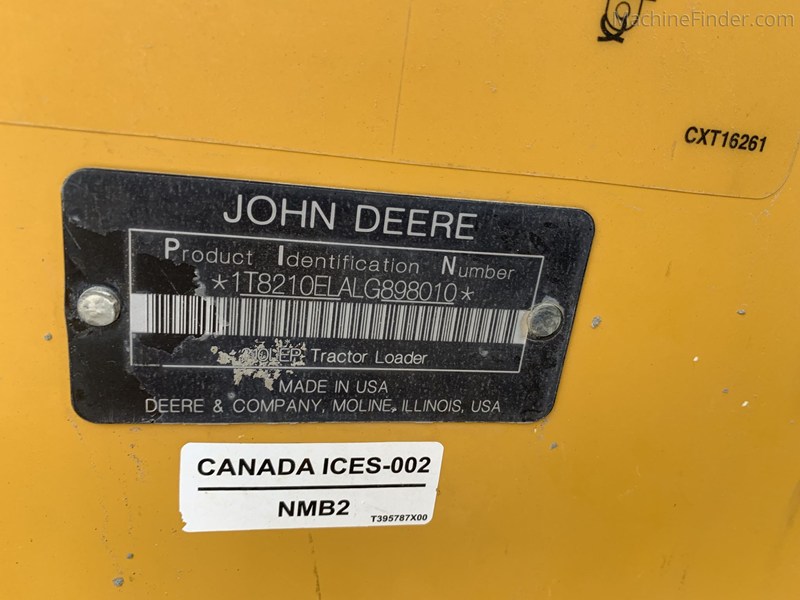 MachineFinder.com
CXT16261
JOHN DEERE
Product Identification Number
*1T8210ELALG898010*
Tractor Loader
MADE IN USA
DEERE & COMPANY, MOLINE, ILLINOIS, USA
CANADA ICES-002
NMB2
T395787X00